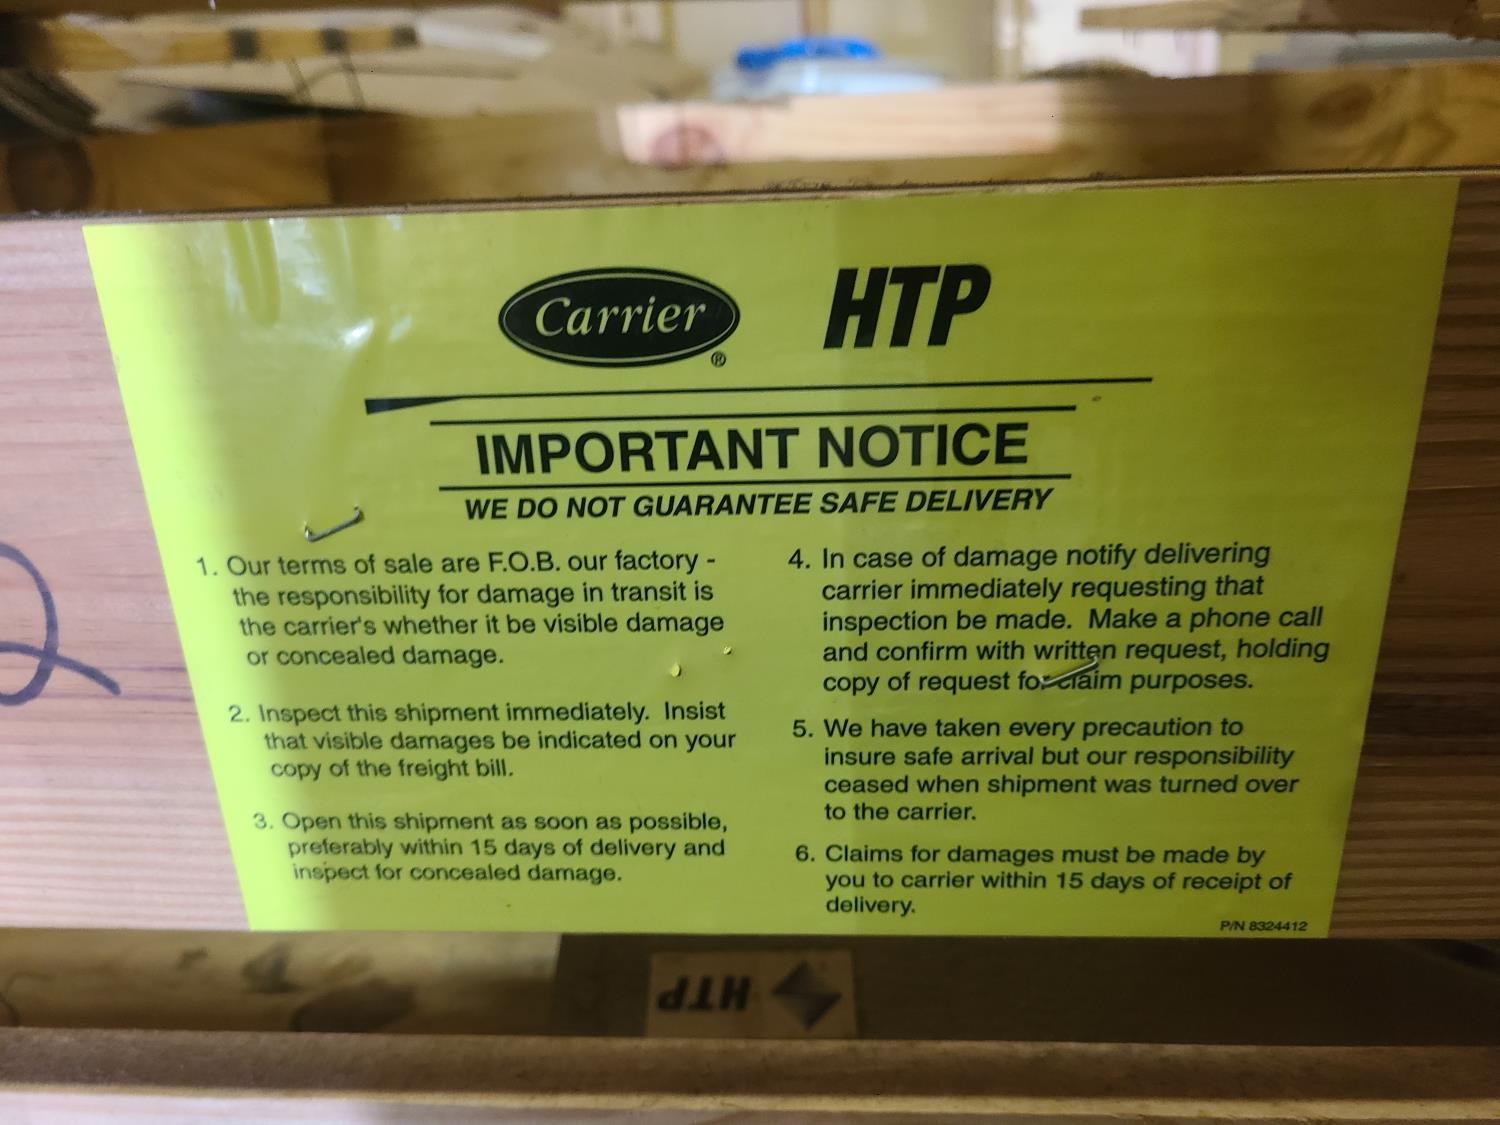 Carrier
®
HTP
IMPORTANT NOTICE
WE DO NOT GUARANTEE SAFE DELIVERY
1. Our terms of sale are F.O.B. our factory -
the responsibility for damage in transit is
the carrier's whether it be visible damage
or concealed damage.
2. Inspect this shipment immediately.  Insist
that visible damages be indicated on your
copy of the freight bill.
3. Open this shipment as soon as possible,
preferably within 15 days of delivery and
inspect for concealed damage.
4. In case of damage notify delivering
carrier immediately requesting that
inspection be made.  Make a phone call
and confirm with written request, holding
copy of request for claim purposes.
5. We have taken every precaution to
insure safe arrival but our responsibility
ceased when shipment was turned over
to the carrier.
6. Claims for damages must be made by
you to carrier within 15 days of receipt of
delivery.
P/N 8324412
HTP